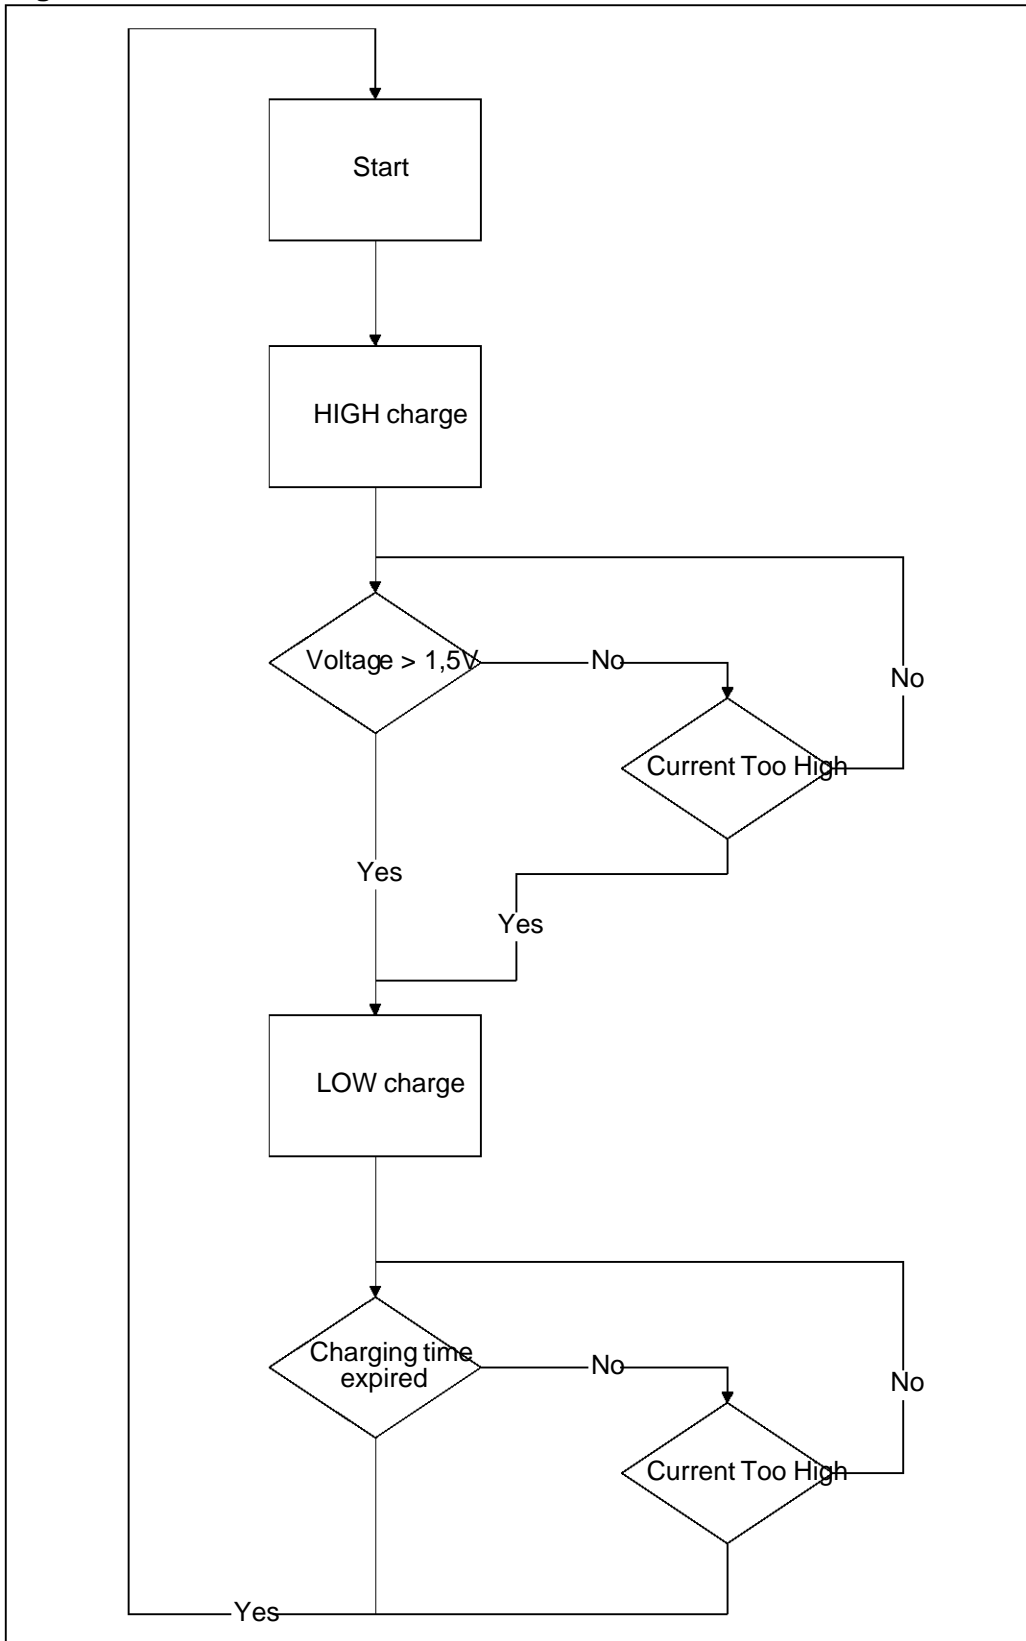 Start
HIGH charge
Voltage > 1,5V
No
No
Current Too High
Yes
Yes
LOW charge
Charging time
expired
No
No
Current Too High
Yes